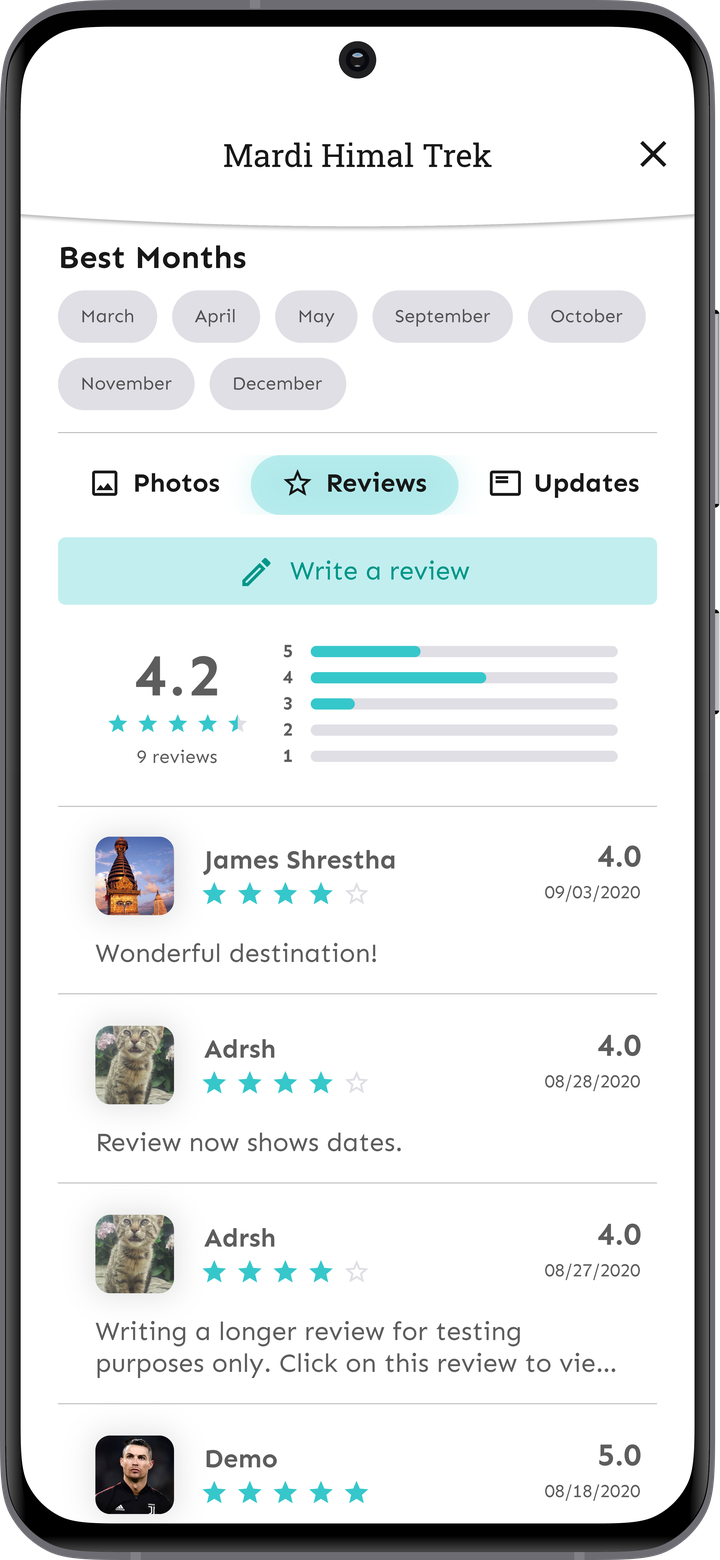 Mardi Himal Trek
Best Months
March April May September October
November December
Photos Reviews Updates
Write a review
4.2
9 reviews
5
4
3
2
1
James Shrestha 4.0
09/03/2020
Wonderful destination!
Adrsh 4.0
08/28/2020
Review now shows dates.
Adrsh 4.0
08/27/2020
Writing a longer review for testing
purposes only. Click on this review to vie...
Demo 5.0
08/18/2020